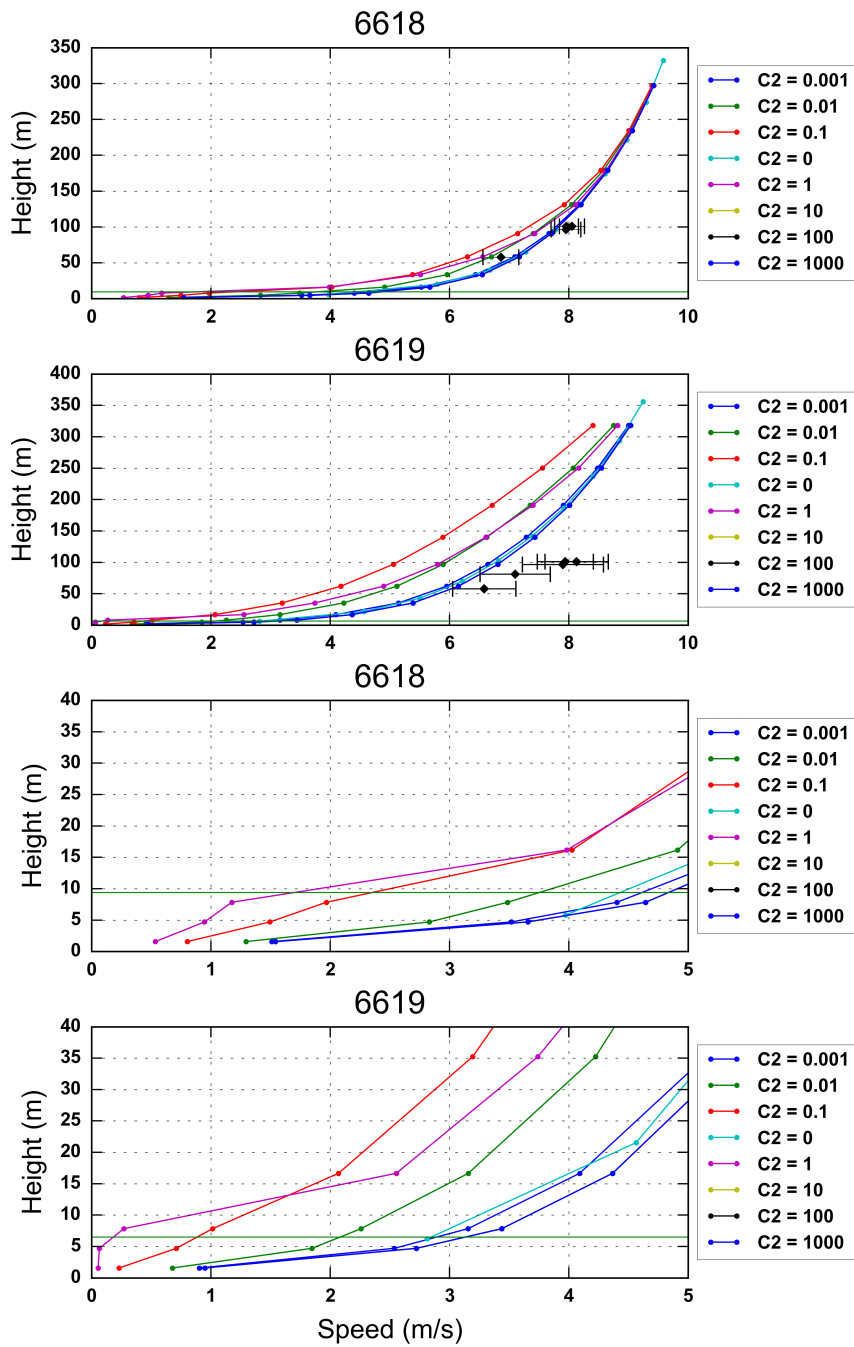 6618
350
300
250
200
150
100
50
0
Height (m)
0 2 4 6 8 10
C2 = 0.001
C2 = 0.01
C2 = 0.1
C2 = 0
C2 = 1
C2 = 10
C2 = 100
C2 = 1000
6619
400
350
300
250
200
150
100
50
0
Height (m)
0 2 4 6 8 10
C2 = 0.001
C2 = 0.01
C2 = 0.1
C2 = 0
C2 = 1
C2 = 10
C2 = 100
C2 = 1000
6618
40
35
30
25
20
15
10
5
0
Height (m)
0 1 2 3 4 5
C2 = 0.001
C2 = 0.01
C2 = 0.1
C2 = 0
C2 = 1
C2 = 10
C2 = 100
C2 = 1000
6619
40
35
30
25
20
15
10
5
0
Height (m)
0 1 2 3 4 5
C2 = 0.001
C2 = 0.01
C2 = 0.1
C2 = 0
C2 = 1
C2 = 10
C2 = 100
C2 = 1000
Speed (m/s)